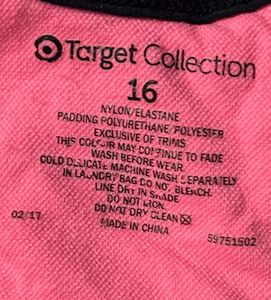 Target Collection
16
NYLON/ELASTANE
PADDING POLYURETHANE/POLYESTER
EXCLUSIVE OF TRIMS
THIS COLOUR MAY CONTINUE TO FADE
WASH BEFORE WEAR
COLD DELICATE MACHINE WASH SEPARATELY
IN LAUNDRY BAG DO NOT BLEACH.
LINE DRY IN SHADE
DO NOT IRON.
DO NOT DRY CLEAN
MADE IN CHINA
02/17
59751502